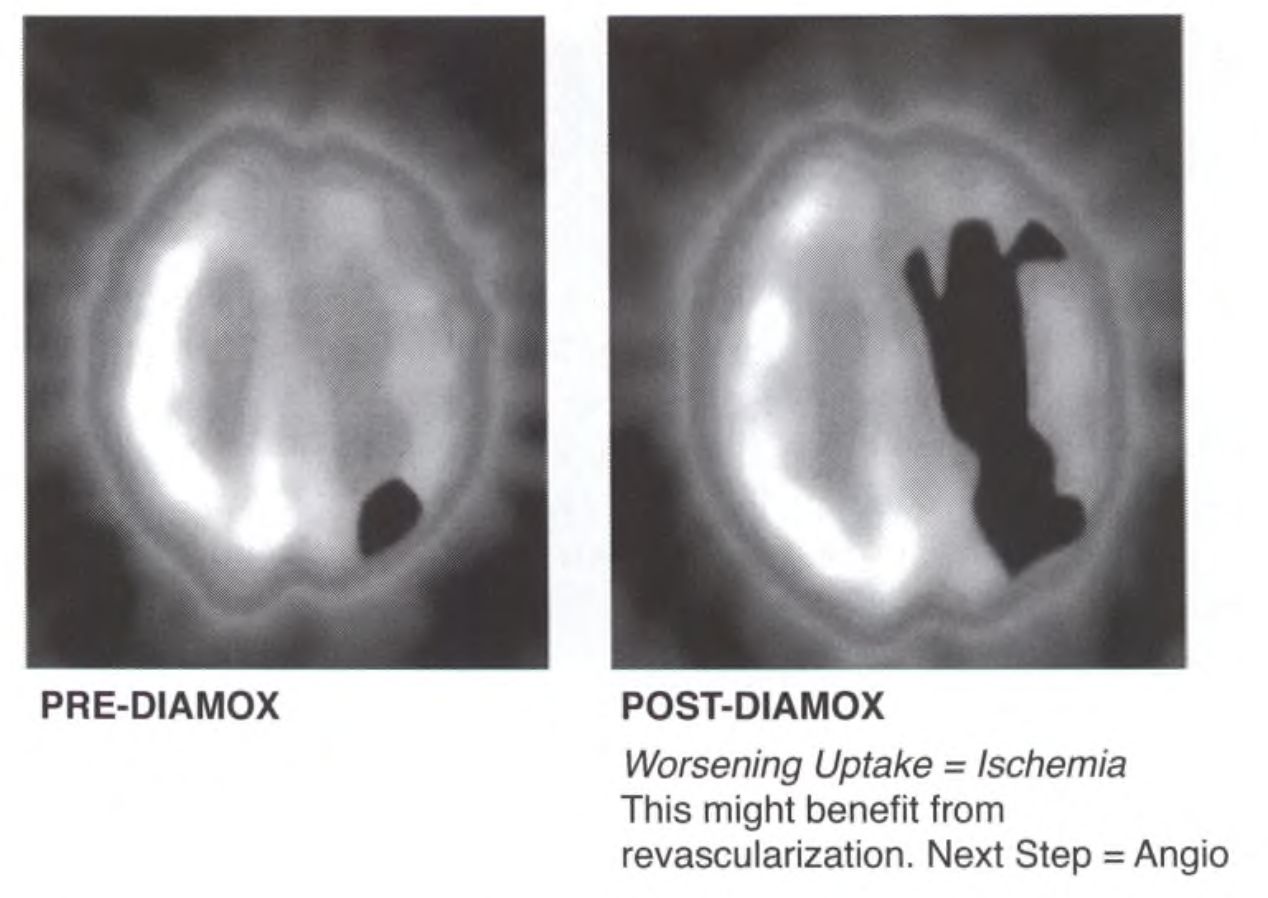 PRE-DIAMOX
POST-DIAMOX
Worsening Uptake = Ischemia
This might benefit from
revascularization. Next Step = Angio